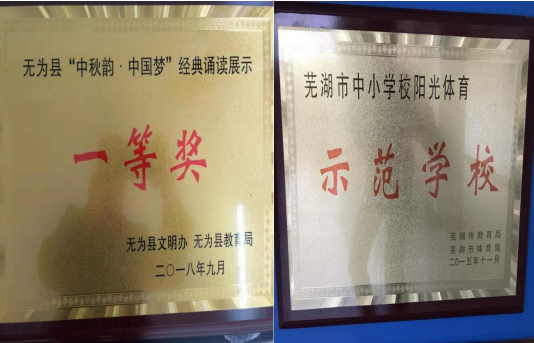 无为县“中秋韵·中国梦”经典诵读展示
一等奖
无为县文明办 无为县教育局
二〇一八年九月
芜湖市中小学校阳光体育
示范学校
芜湖市教育局
芜湖市体育局
二〇一五年十一月